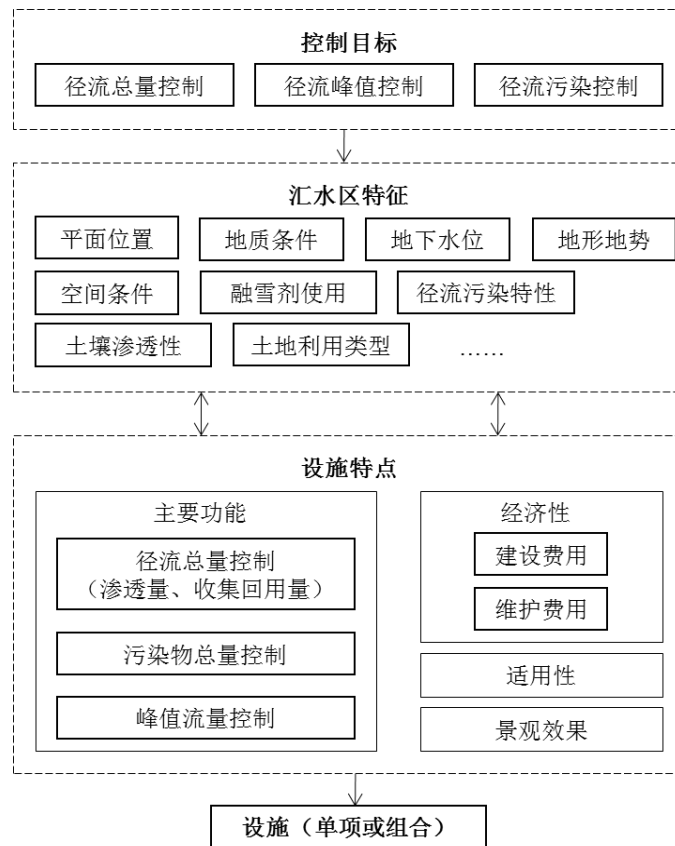 控制目标
径流总量控制 径流峰值控制 径流污染控制
汇水区特征
平面位置 地质条件 地下水位 地形地势
空间条件 融雪剂使用 径流污染特性
土壤渗透性 土地利用类型 ……
设施特点
主要功能
径流总量控制
（渗透量、收集回用量）
污染物总量控制
峰值流量控制
经济性
建设费用
维护费用
适用性
景观效果
设施（单项或组合）